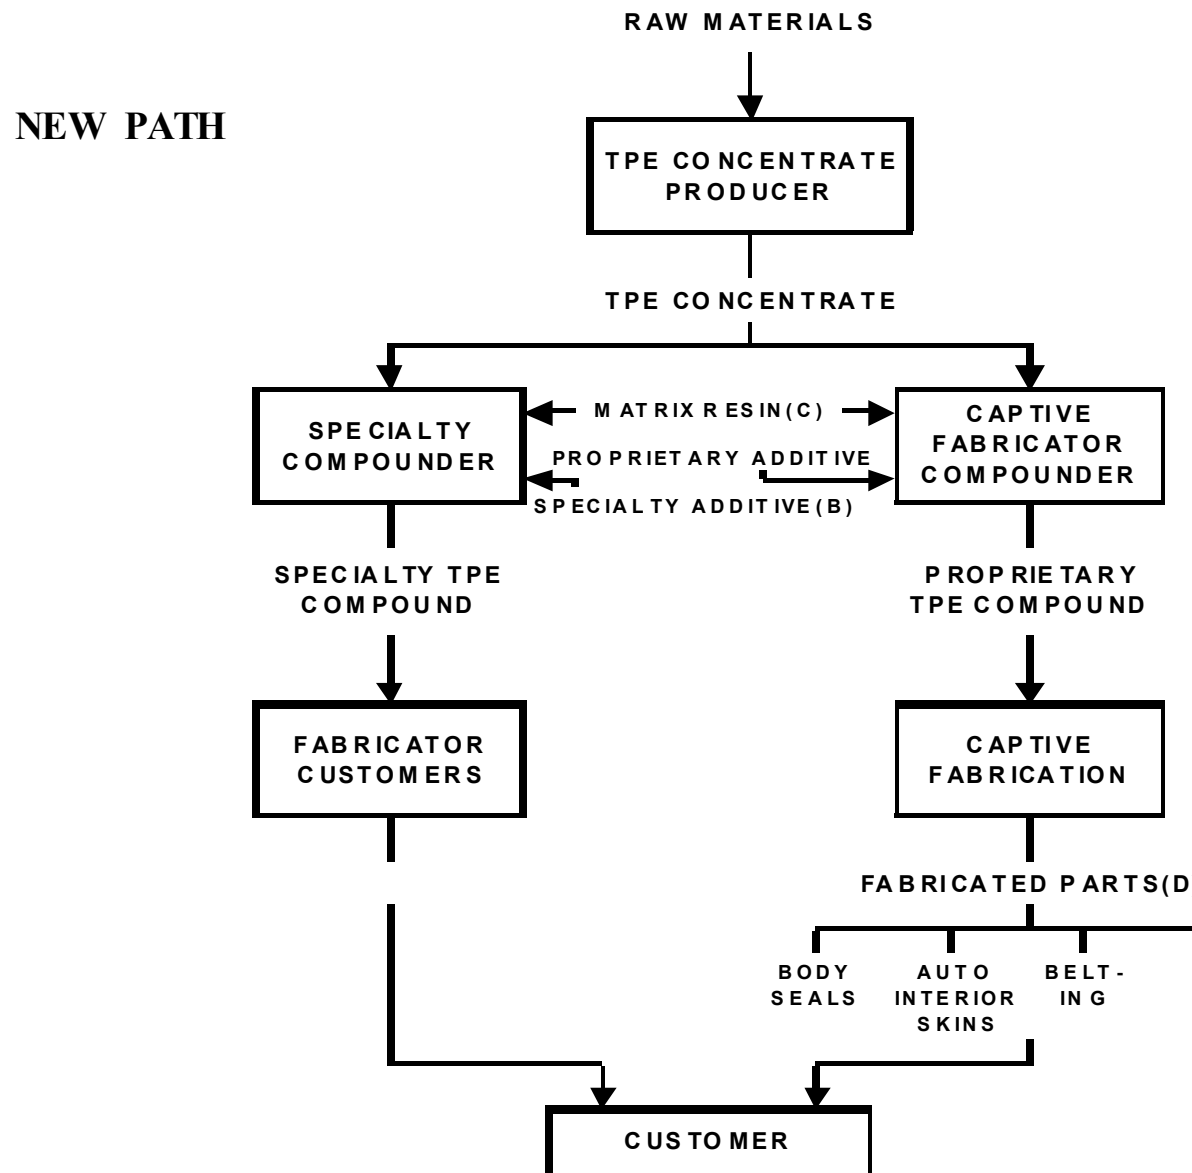 RAW MATERIALS
NEW PATH
TPE CONCENTRATE
PRODUCER
TPE CONCENTRATE
SPECIALTY
COMPOUNDER
MATRIX RESIN(C)
PROPRIETARY ADDITIVE
SPECIALTY ADDITIVE(B)
CAPTIVE
FABRICATOR
COMPOUNDER
SPECIALTY TPE
COMPOUND
PROPRIETARY
TPE COMPOUND
FABRICATOR
CUSTOMERS
CAPTIVE
FABRICATION
FABRICATED PARTS(D
BODY
SEALS
AUTO
INTERIOR
SKINS
BELT-
ING
CUSTOMER